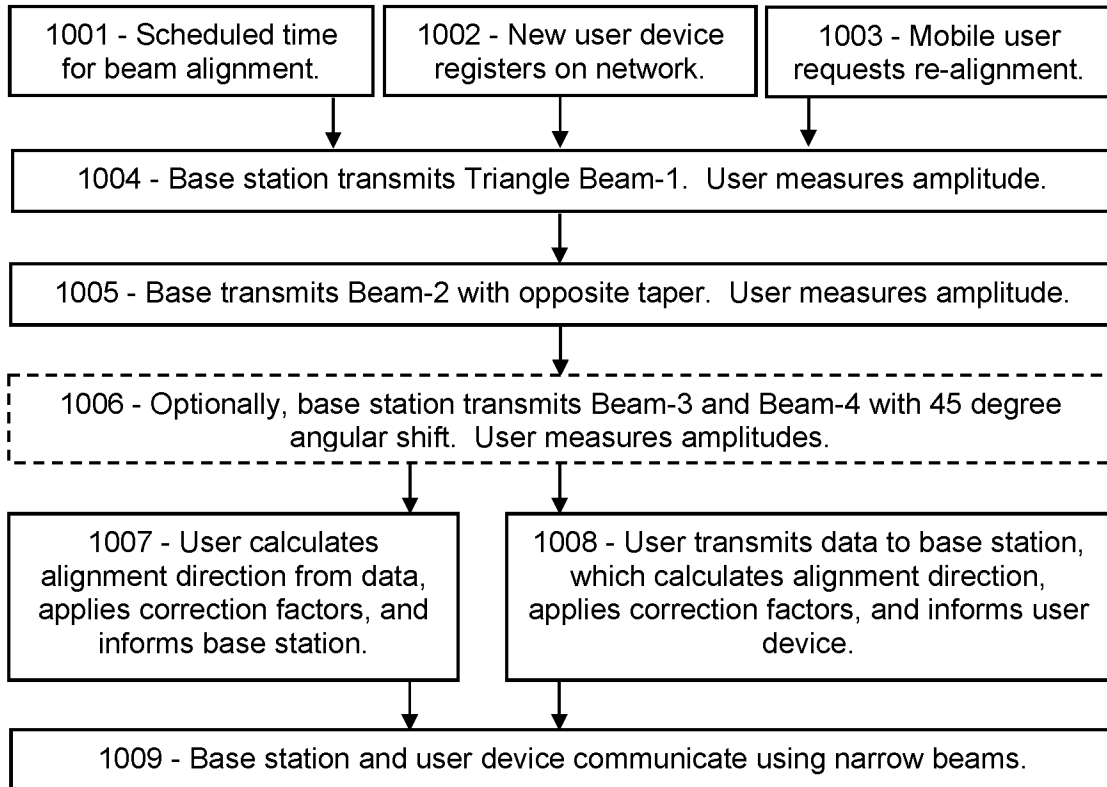 1001 - Scheduled time
for beam alignment.
1002 - New user device
registers on network.
1003 - Mobile user
requests re-alignment.
1004 - Base station transmits Triangle Beam-1.  User measures amplitude.
1005 - Base transmits Beam-2 with opposite taper.  User measures amplitude.
1006 - Optionally, base station transmits Beam-3 and Beam-4 with 45 degree
angular shift.  User measures amplitudes.
1007 - User calculates
alignment direction from data,
applies correction factors, and
informs base station.
1008 - User transmits data to base station,
which calculates alignment direction,
applies correction factors, and informs user
device.
1009 - Base station and user device communicate using narrow beams.